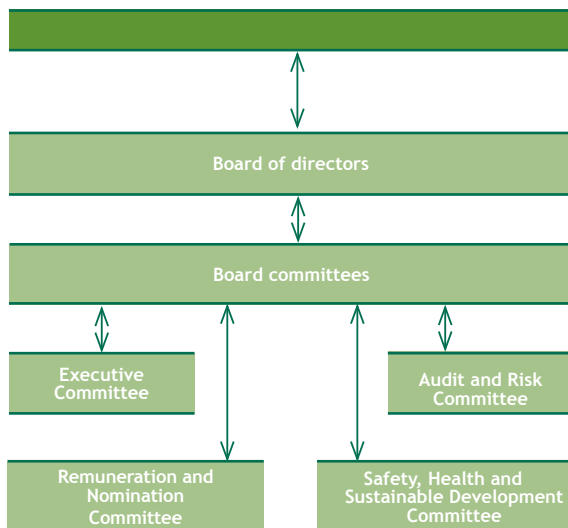 Board of directors
Board committees
Executive
Committee
Audit and Risk
Committee
Remuneration and
Nomination
Committee
Safety, Health and
Sustainable Development
Committee